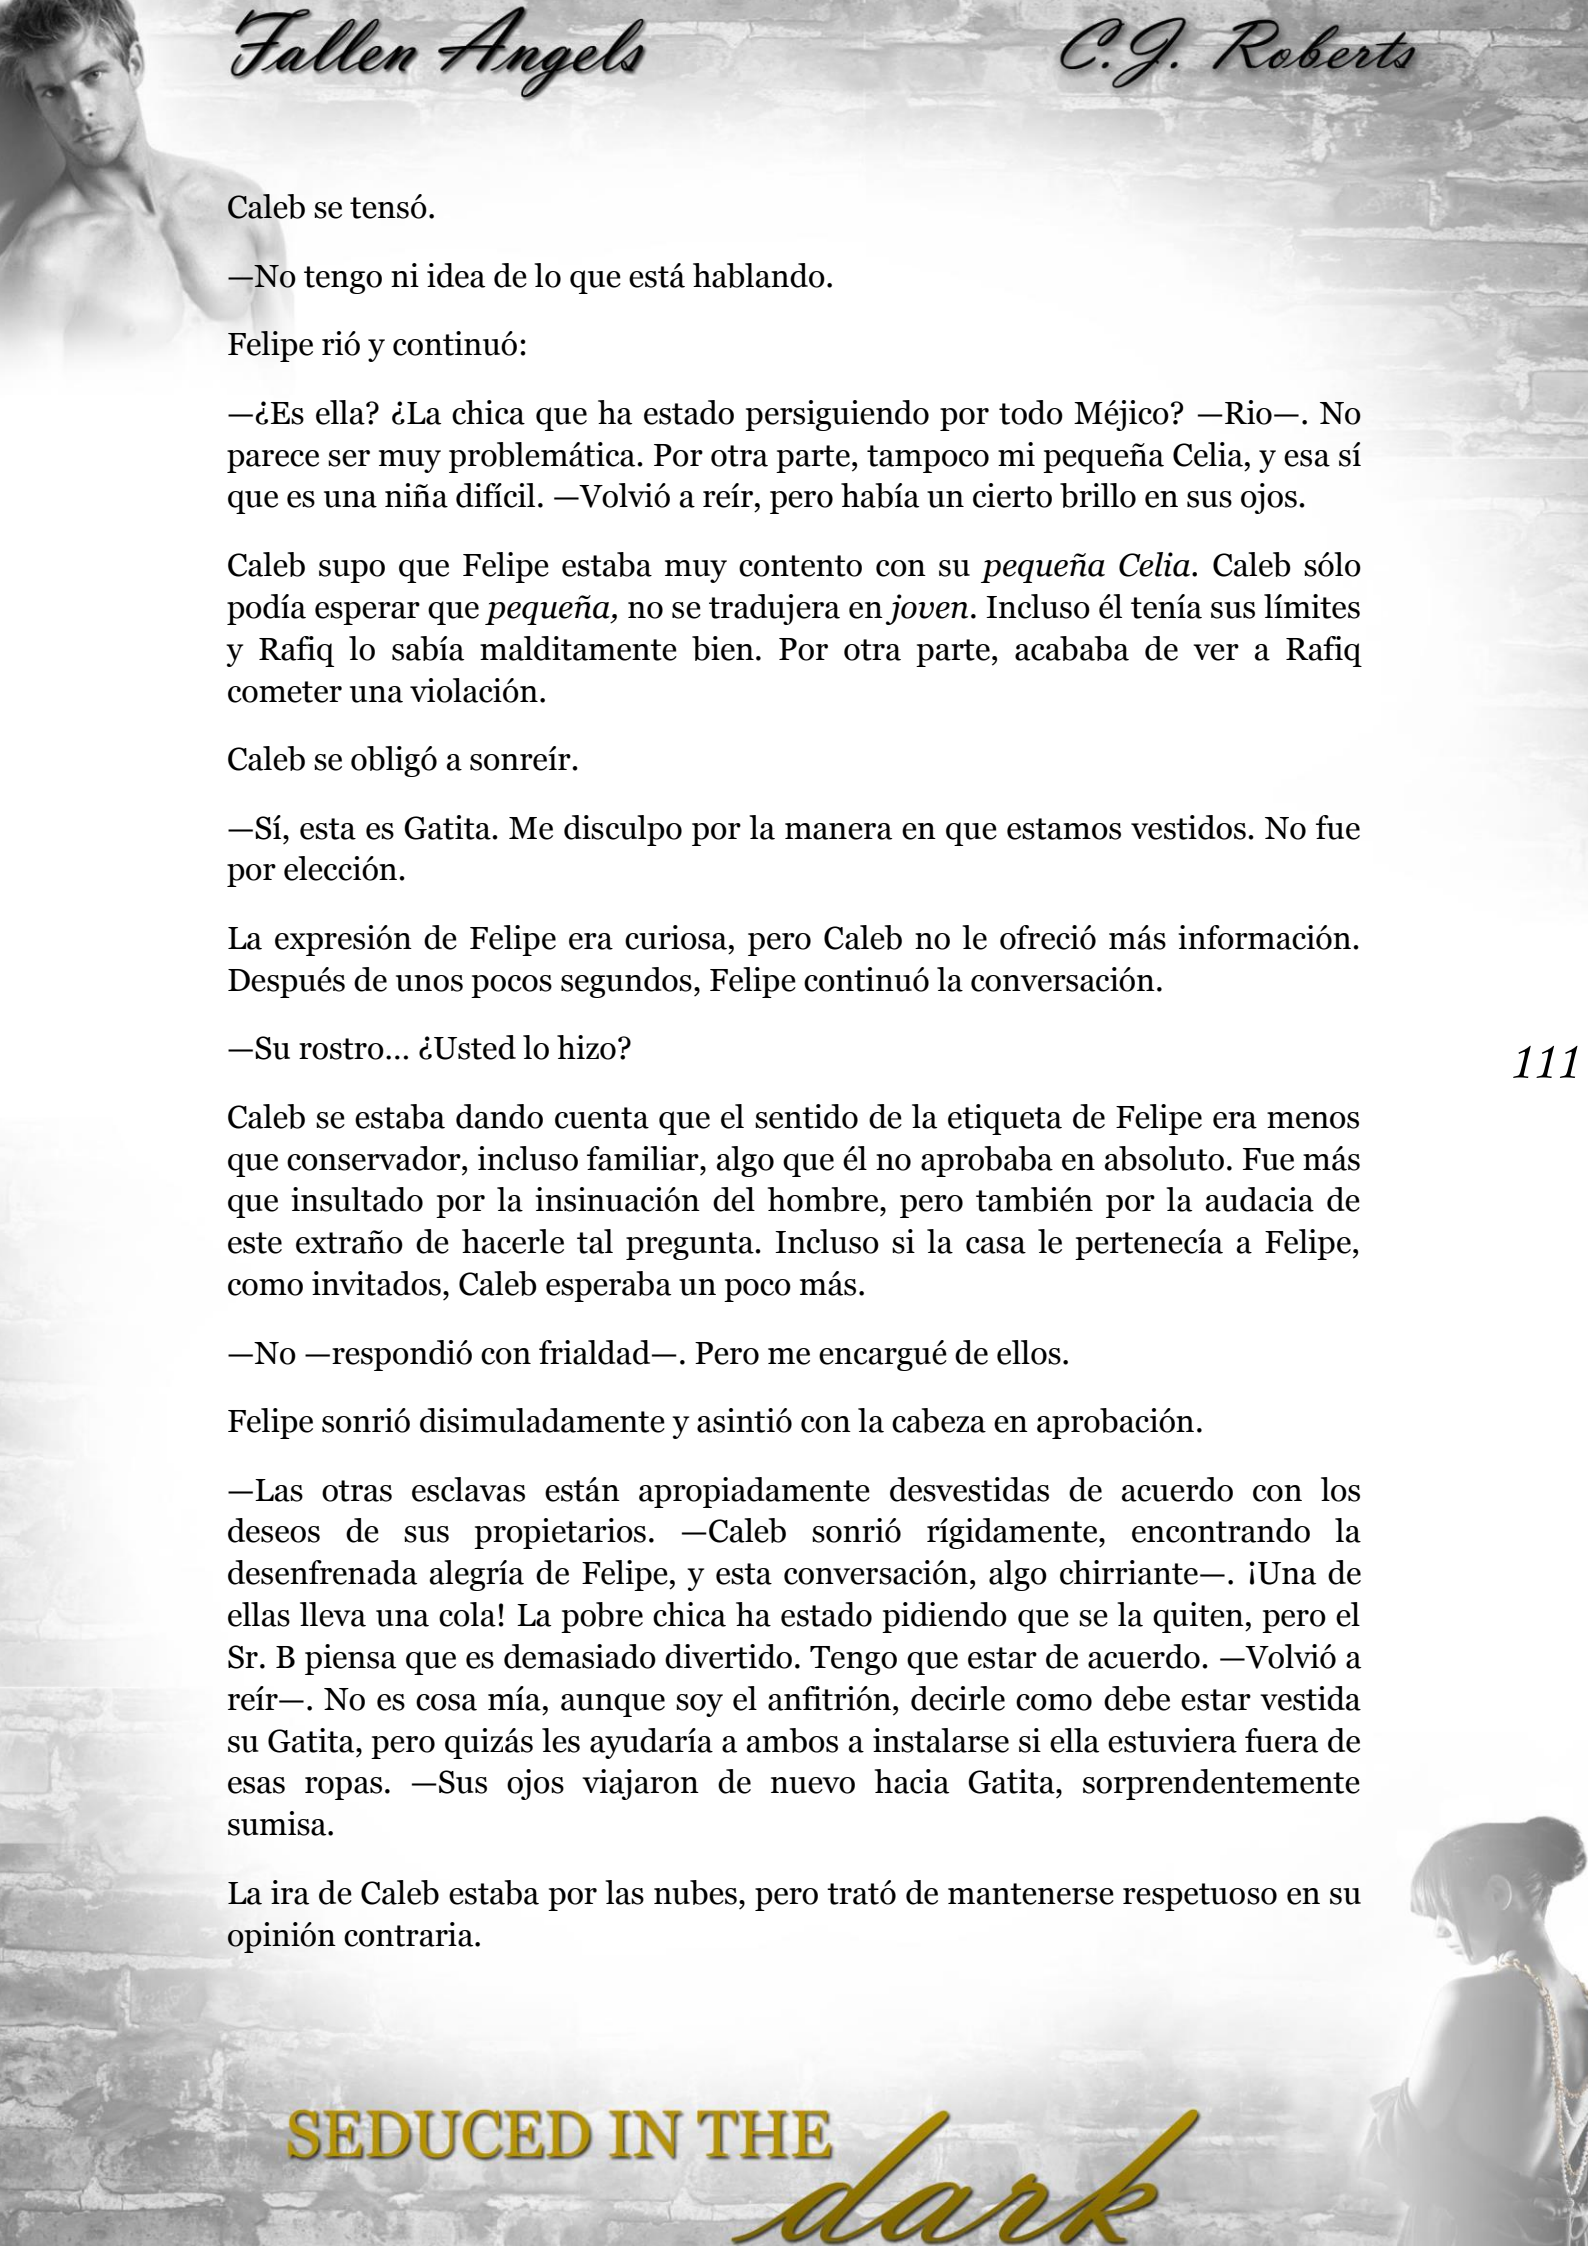 Fallen Angels
C.J. Roberts
Caleb se tensó.
—No tengo ni idea de lo que está hablando.
Felipe rió y continuó:
—¿Es ella? ¿La chica que ha estado persiguiendo por todo Méjico? —Rio—. No
parece ser muy problemática. Por otra parte, tampoco mi pequeña Celia, y esa sí
que es una niña difícil. —Volvió a reír, pero había un cierto brillo en sus ojos.
Caleb supo que Felipe estaba muy contento con su pequeña Celia. Caleb sólo
podía esperar que pequeña, no se tradujera en joven. Incluso él tenía sus límites
y Rafiq lo sabía malditamente bien. Por otra parte, acababa de ver a Rafiq
cometer una violación.
Caleb se obligó a sonreír.
—Sí, esta es Gatita. Me disculpo por la manera en que estamos vestidos. No fue
por elección.
La expresión de Felipe era curiosa, pero Caleb no le ofreció más información.
Después de unos pocos segundos, Felipe continuó la conversación.
—Su rostro... ¿Usted lo hizo?
111
Caleb se estaba dando cuenta que el sentido de la etiqueta de Felipe era menos
que conservador, incluso familiar, algo que él no aprobaba en absoluto. Fue más
que insultado por la insinuación del hombre, pero también por la audacia de
este extraño de hacerle tal pregunta. Incluso si la casa le pertenecía a Felipe,
como invitados, Caleb esperaba un poco más.
—No —respondió con frialdad—. Pero me encargué de ellos.
Felipe sonrió disimuladamente y asintió con la cabeza en aprobación.
—Las otras esclavas están apropiadamente desvestidas de acuerdo con los
deseos de sus propietarios. —Caleb sonrió rígidamente, encontrando la
desenfrenada alegría de Felipe, y esta conversación, algo chirriante—. ¡Una de
ellas lleva una cola! La pobre chica ha estado pidiendo que se la quiten, pero el
Sr. B piensa que es demasiado divertido. Tengo que estar de acuerdo. —Volvió a
reír—. No es cosa mía, aunque soy el anfitrión, decirle como debe estar vestida
su Gatita, pero quizás les ayudaría a ambos a instalarse si ella estuviera fuera de
esas ropas. —Sus ojos viajaron de nuevo hacia Gatita, sorprendentemente
sumisa.
La ira de Caleb estaba por las nubes, pero trató de mantenerse respetuoso en su
opinión contraria.
SEDUCED IN THE
dark